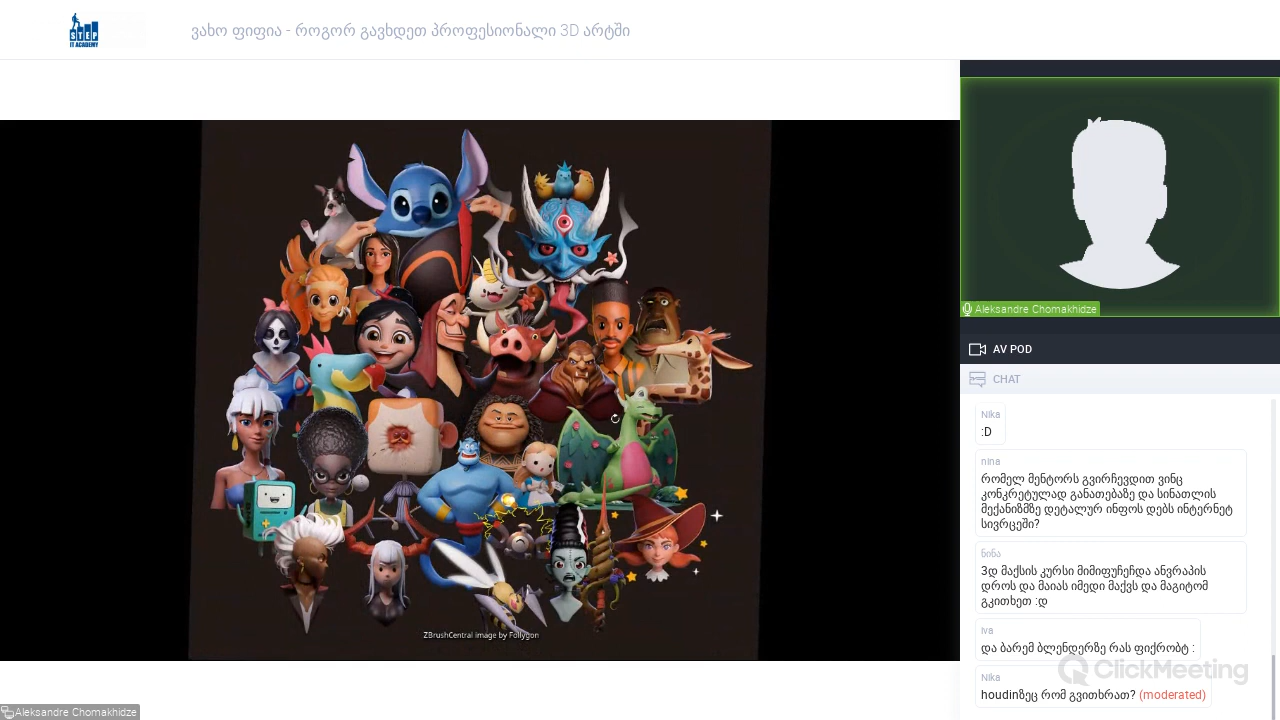 STEP
IT ACADEMY
ვახო ფიფია - როგორ გავხდეთ პროფესიონალი 3D არტში
ZBrushCentral image by Follygon
Aleksandre Chomakhidze
Aleksandre Chomakhidze
AV POD
CHAT
Nika
:D
nina
რომელ მენტორს გვირჩევდით ვინც
კონკრეტულად განათებაზე და სინათლის
მექანიზმზე დეტალურ ინფოს დებს ინტერნეტ
სივრცეში?
ნინა
3დ მაქსის კურსი მიმიფუჩეჩდა ანვრაპის
დროს და მაიას იმედი მაქვს და მაგიტომ
გკითხეთ :დ
iva
და ბარემ ბლენდერზე რას ფიქრობტ :
Nika
houdinზეც რომ გვითხრათ? (moderated)
ClickMeeting